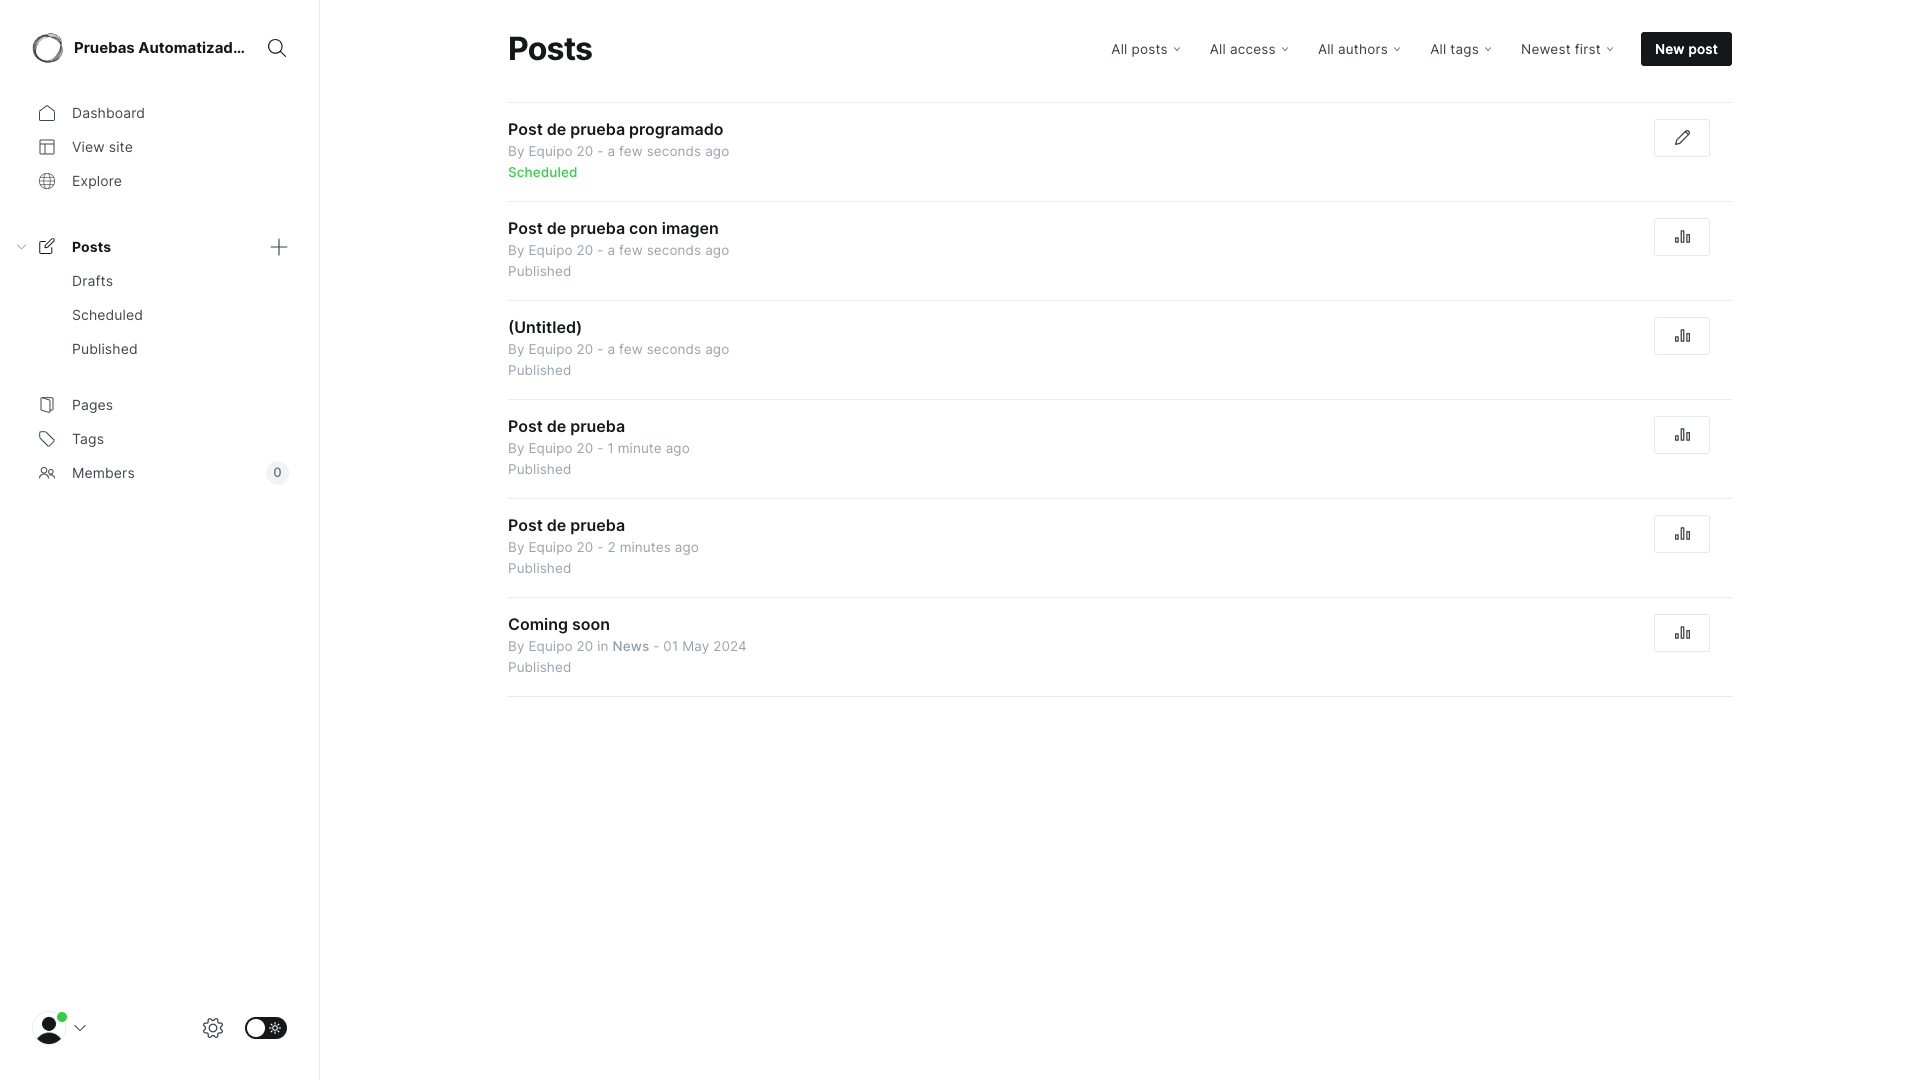 Pruebas Automatizad...
Dashboard
View site
Explore
Posts
Drafts
Scheduled
Published
Pages
Tags
Members 0
Posts
All posts All access All authors All tags Newest first New post
Post de prueba programado
By Equipo 20 - a few seconds ago
Scheduled
Post de prueba con imagen
By Equipo 20 - a few seconds ago
Published
(Untitled)
By Equipo 20 - a few seconds ago
Published
Post de prueba
By Equipo 20 - 1 minute ago
Published
Post de prueba
By Equipo 20 - 2 minutes ago
Published
Coming soon
By Equipo 20 in News - 01 May 2024
Published